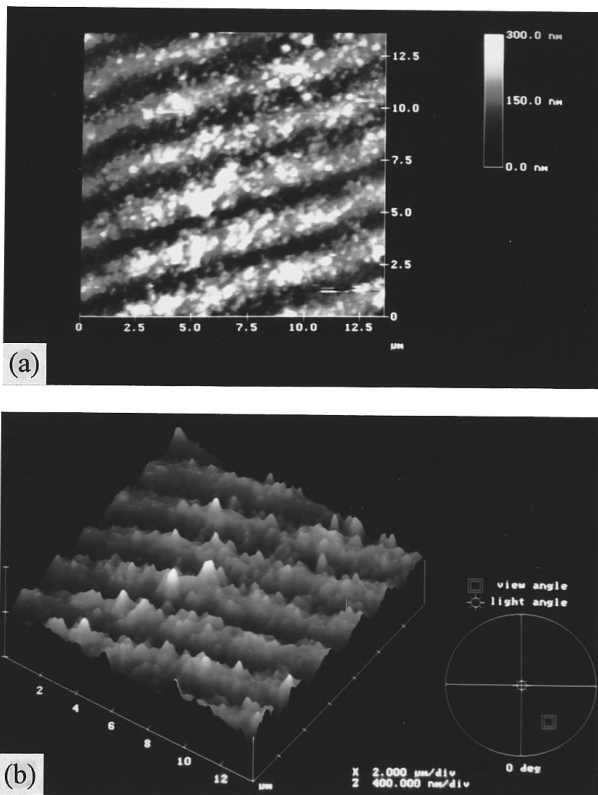 300.0 nm
150.0 nm
0.0 nm
12.5
10.0
7.5
5.0
2.5
0
0 2.5 5.0 7.5 10.0 12.5
μm
(a)
view angle
light angle
2
4
6
8
10
12
μm
X 2.000 μm/div
Z 400.000 nm/div
0 deg
(b)